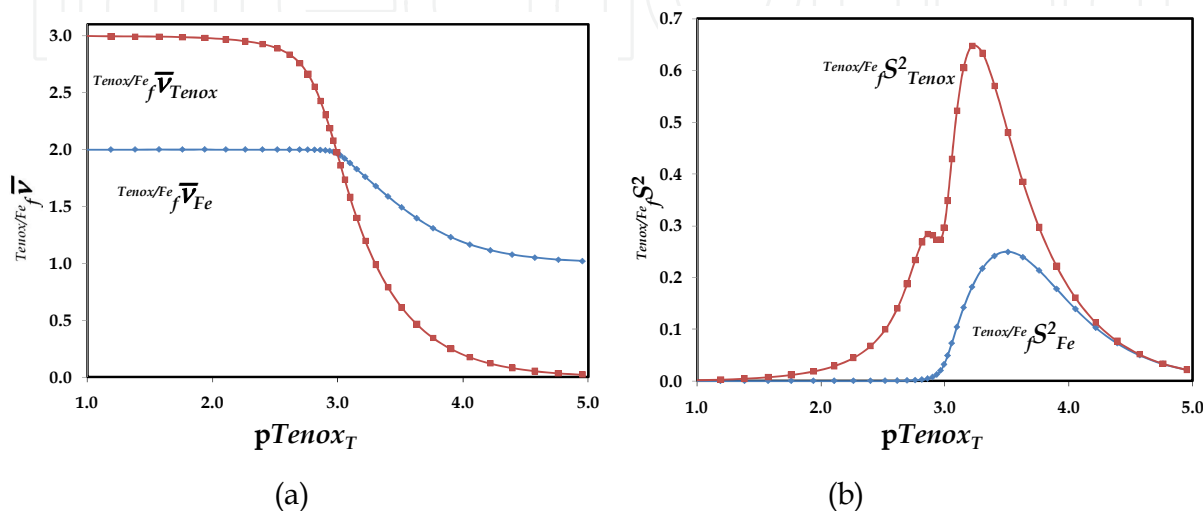 3.0
2.5
2.0
1.5
1.0
0.5
0.0
Tenox/Fe f ν̅ Tenox
Tenox/Fe f ν̅ Fe
Tenox/Fe f ν̅
1.0 2.0 3.0 4.0 5.0
pTenox_T
(a)
0.7
0.6
0.5
0.4
0.3
0.2
0.1
0.0
Tenox/Fe f S² Tenox
Tenox/Fe f S² Fe
Tenox/Fe f S²
1.0 2.0 3.0 4.0 5.0
pTenox_T
(b)